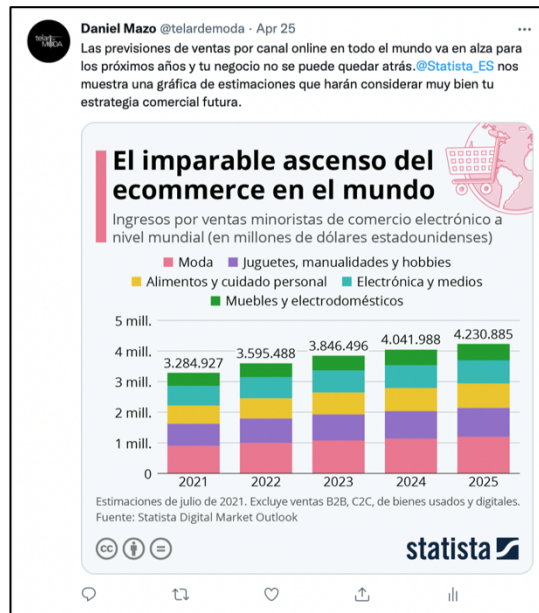 telar de
MODA
Daniel Mazo @telardemoda · Apr 25
Las previsiones de ventas por canal online en todo el mundo va en alza para
los próximos años y tu negocio no se puede quedar atrás.@Statista_ES nos
muestra una gráfica de estimaciones que harán considerar muy bien tu
estrategia comercial futura.
El imparable ascenso del
ecommerce en el mundo
Ingresos por ventas minoristas de comercio electrónico a
nivel mundial (en millones de dólares estadounidenses)
Moda Juguetes, manualidades y hobbies
Alimentos y cuidado personal Electrónica y medios
Muebles y electrodomésticos
5 mill.
4 mill.
3 mill.
2 mill.
1 mill.
0
3.284.927 3.595.488 3.846.496 4.041.988 4.230.885
2021 2022 2023 2024 2025
Estimaciones de julio de 2021. Excluye ventas B2B, C2C, de bienes usados y digitales.
Fuente: Statista Digital Market Outlook
cc
statista